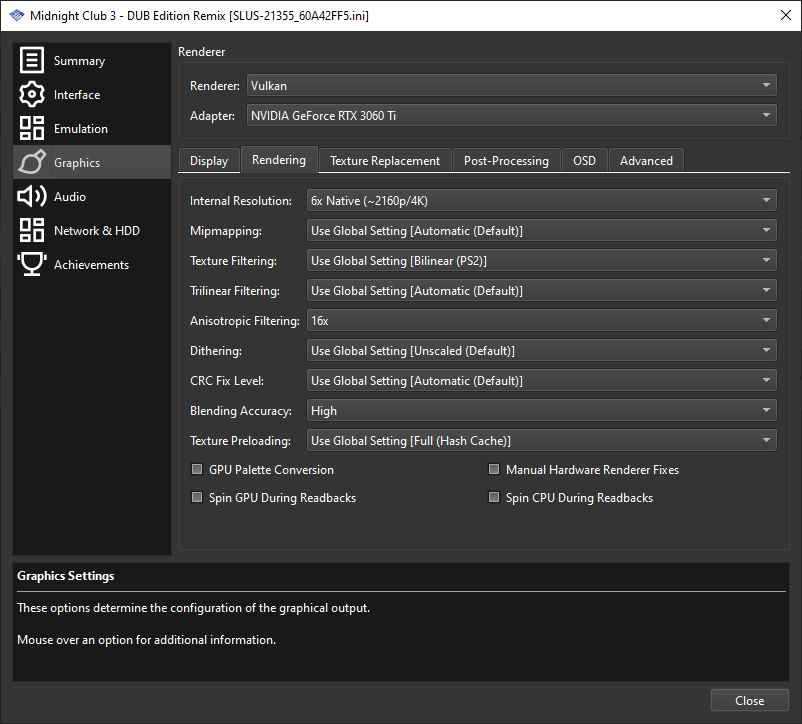 Midnight Club 3 - DUB Edition Remix [SLUS-21355_60A42FF5.ini]
Summary
Interface
Emulation
Graphics
Audio
Network & HDD
Achievements
Renderer
Renderer: Vulkan
Adapter: NVIDIA GeForce RTX 3060 Ti
Display Rendering Texture Replacement Post-Processing OSD Advanced
Internal Resolution: 6x Native (~2160p/4K)
Mipmapping: Use Global Setting [Automatic (Default)]
Texture Filtering: Use Global Setting [Bilinear (PS2)]
Trilinear Filtering: Use Global Setting [Automatic (Default)]
Anisotropic Filtering: 16x
Dithering: Use Global Setting [Unscaled (Default)]
CRC Fix Level: Use Global Setting [Automatic (Default)]
Blending Accuracy: High
Texture Preloading: Use Global Setting [Full (Hash Cache)]
GPU Palette Conversion Manual Hardware Renderer Fixes
Spin GPU During Readbacks Spin CPU During Readbacks
Graphics Settings
These options determine the configuration of the graphical output.
Mouse over an option for additional information.
Close